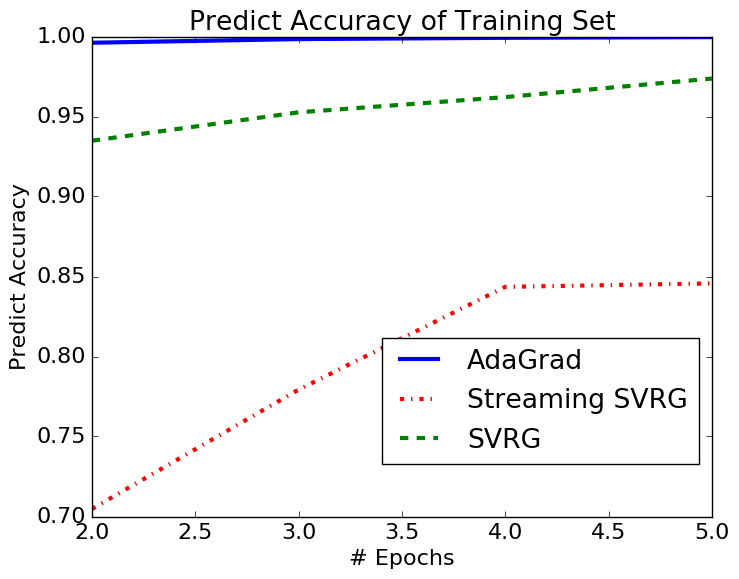 Predict Accuracy of Training Set
1.00
0.95
0.90
0.85
0.80
0.75
0.70
Predict Accuracy
AdaGrad
Streaming SVRG
SVRG
2.0 2.5 3.0 3.5 4.0 4.5 5.0
# Epochs